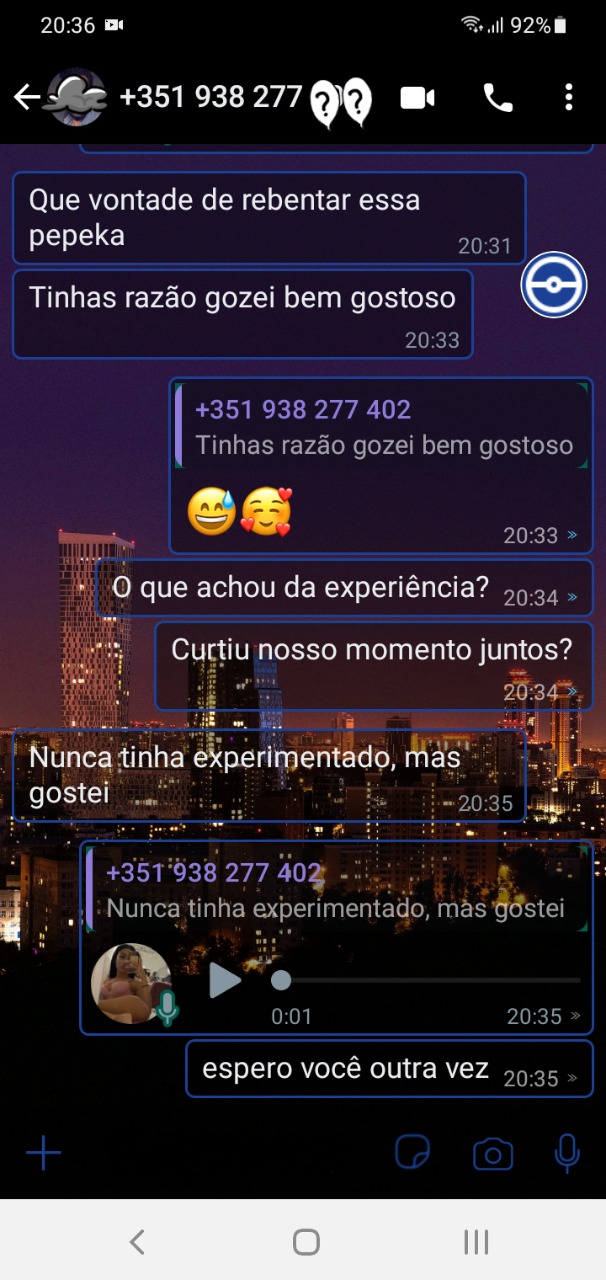 20:36 92%
+351 938 277 ??
Que vontade de rebentar essa
pepeka
20:31
Tinhas razão gozei bem gostoso
20:33
+351 938 277 402
Tinhas razão gozei bem gostoso
😅🥰
20:33
O que achou da experiência? 20:34
Curtiu nosso momento juntos?
20:34
Nunca tinha experimentado, mas
gostei
20:35
+351 938 277 402
Nunca tinha experimentado, mas gostei
0:01 20:35
espero você outra vez 20:35